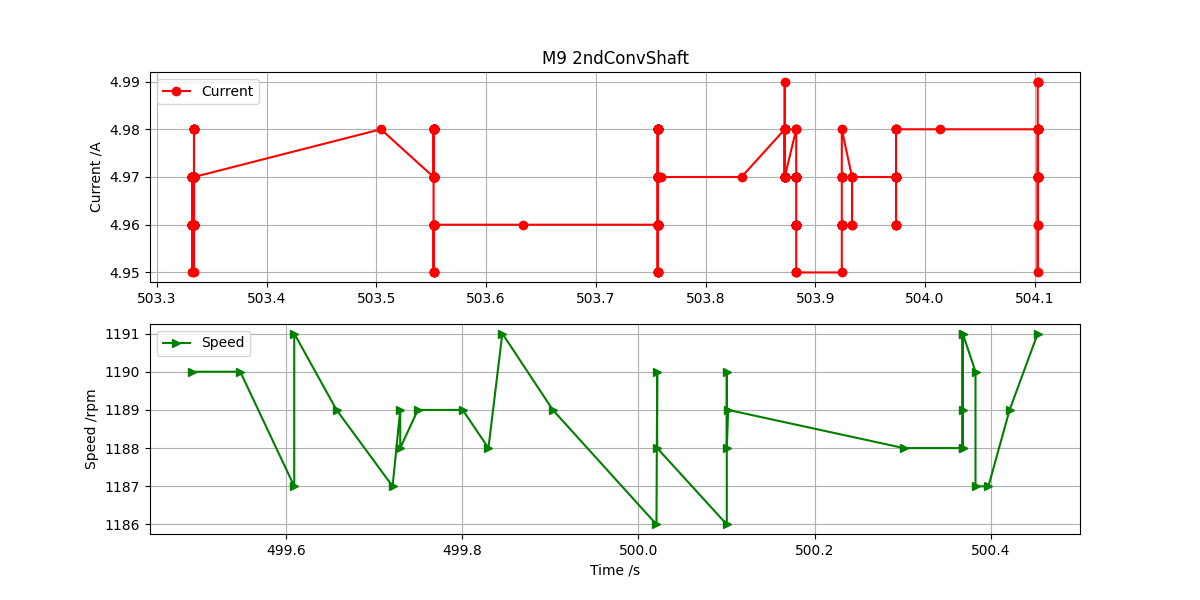 M9 2ndConvShaft
4.99
4.98
4.97
4.96
4.95
Current /A
Current
503.3 503.4 503.5 503.6 503.7 503.8 503.9 504.0 504.1
1191
1190
1189
1188
1187
1186
Speed /rpm
Speed
499.6 499.8 500.0 500.2 500.4
Time /s